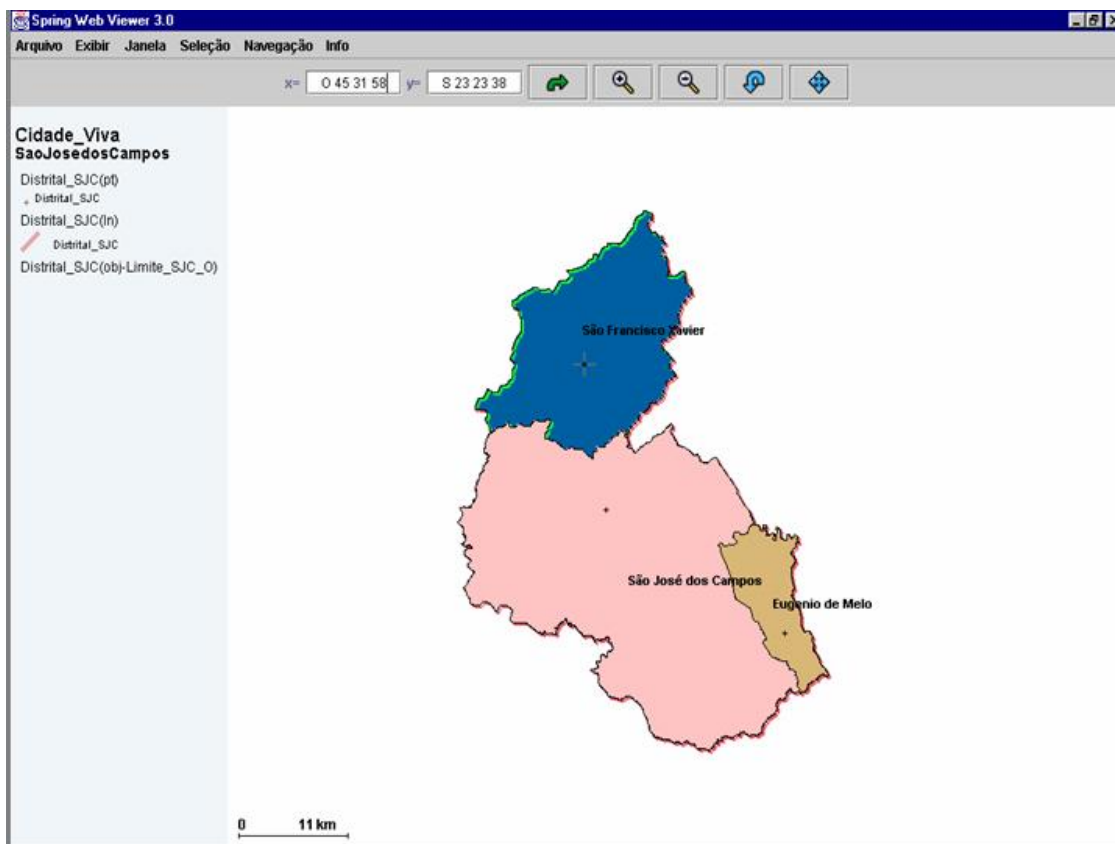 Spring Web Viewer 3.0
Arquivo Exibir Janela Seleção Navegação Info
x= O 45 31 58 y= S 23 23 38
Cidade_Viva
SaoJosedosCampos
Distrital_SJC(pt)
Distrital_SJC
Distrital_SJC(ln)
Distrital_SJC
Distrital_SJC(obj-Limite_SJC_O)
São Francisco Xavier
São José dos Campos
Eugenio de Melo
0 11 km